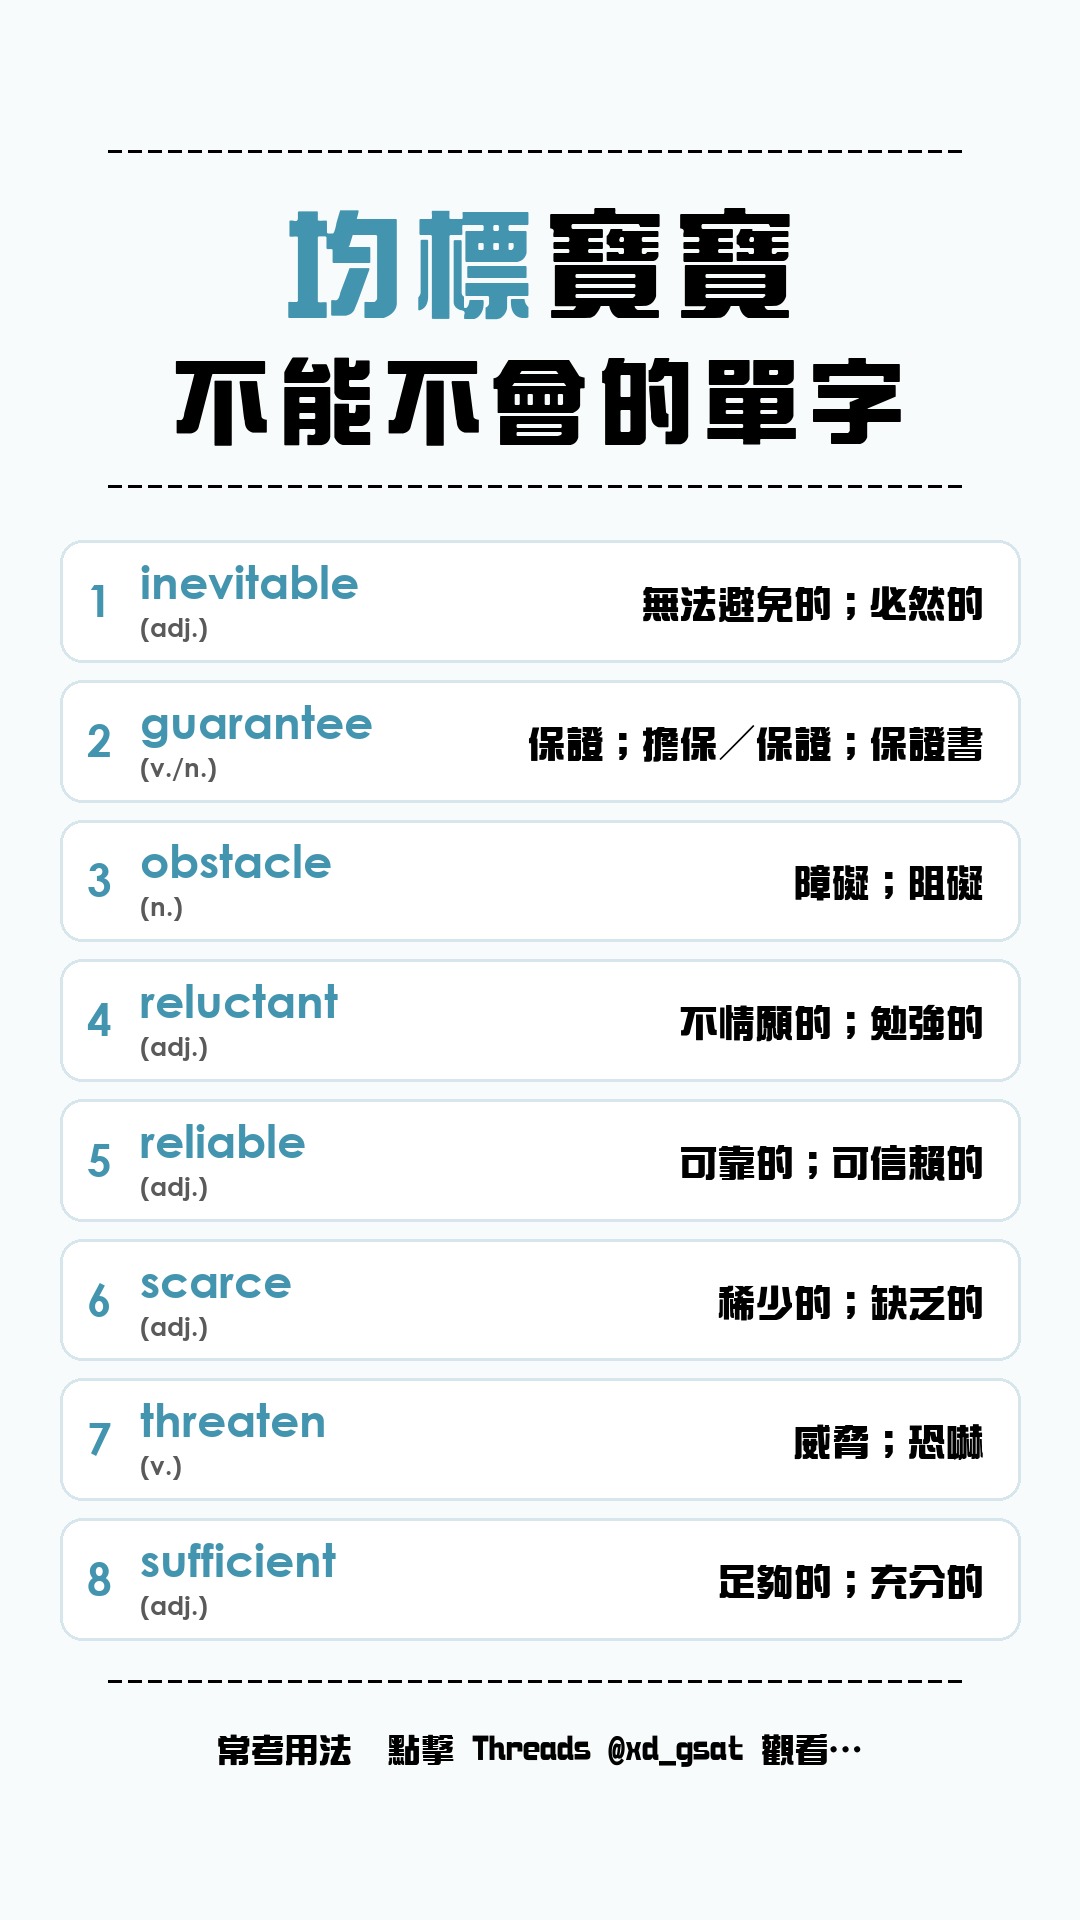 均標寶寶
不能不會的單字
1 inevitable (adj.) 無法避免的；必然的
2 guarantee (v./n.) 保證；擔保／保證；保證書
3 obstacle (n.) 障礙；阻礙
4 reluctant (adj.) 不情願的；勉強的
5 reliable (adj.) 可靠的；可信賴的
6 scarce (adj.) 稀少的；缺乏的
7 threaten (v.) 威脅；恐嚇
8 sufficient (adj.) 足夠的；充分的
常考用法　點擊 Threads @xd_gsat 觀看⋯